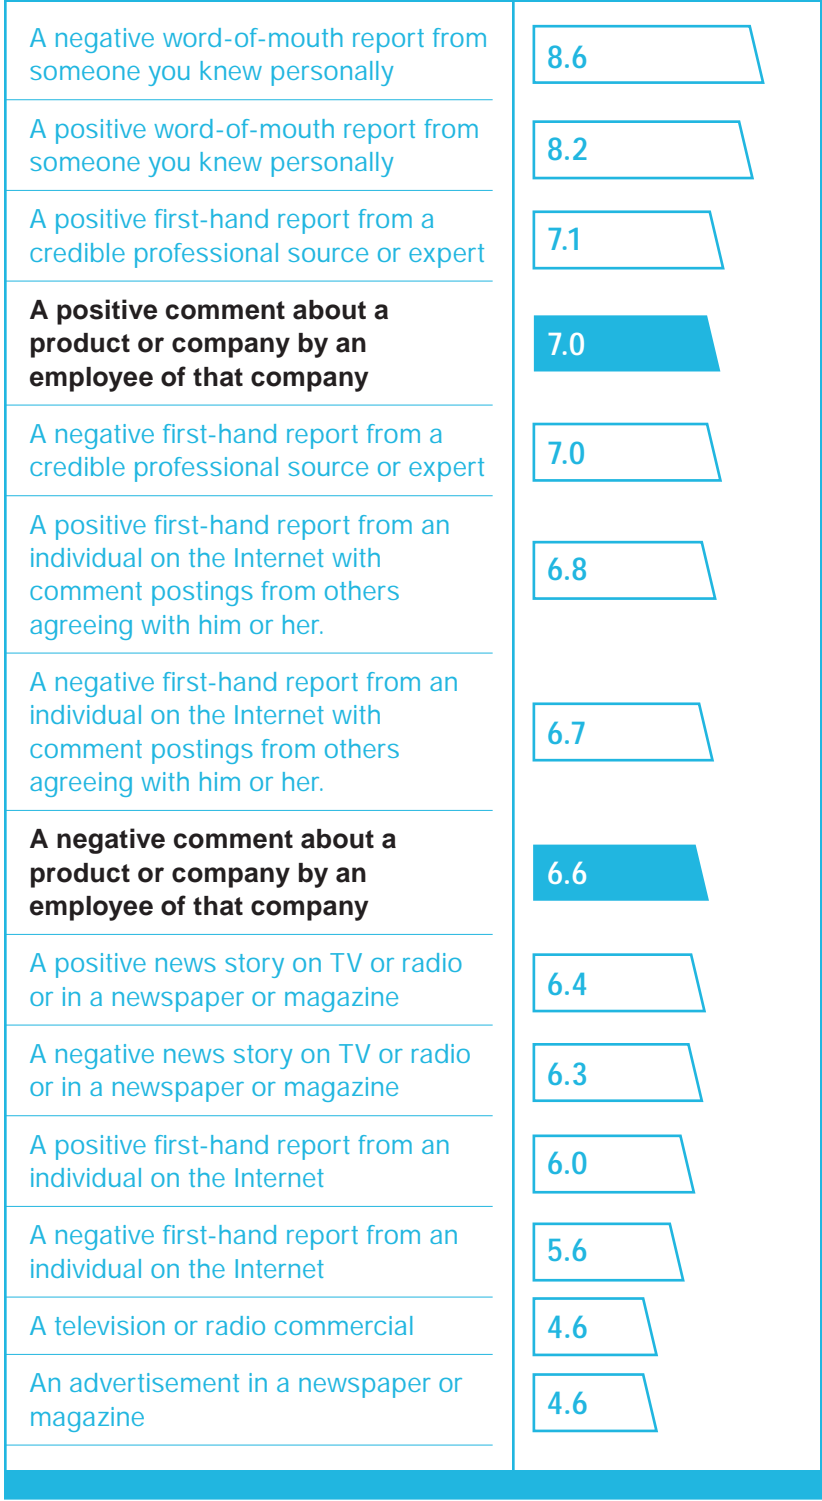 A negative word-of-mouth report from
someone you knew personally
8.6
A positive word-of-mouth report from
someone you knew personally
8.2
A positive first-hand report from a
credible professional source or expert
7.1
A positive comment about a
product or company by an
employee of that company
7.0
A negative first-hand report from a
credible professional source or expert
7.0
A positive first-hand report from an
individual on the Internet with
comment postings from others
agreeing with him or her.
6.8
A negative first-hand report from an
individual on the Internet with
comment postings from others
agreeing with him or her.
6.7
A negative comment about a
product or company by an
employee of that company
6.6
A positive news story on TV or radio
or in a newspaper or magazine
6.4
A negative news story on TV or radio
or in a newspaper or magazine
6.3
A positive first-hand report from an
individual on the Internet
6.0
A negative first-hand report from an
individual on the Internet
5.6
A television or radio commercial
4.6
An advertisement in a newspaper or
magazine
4.6